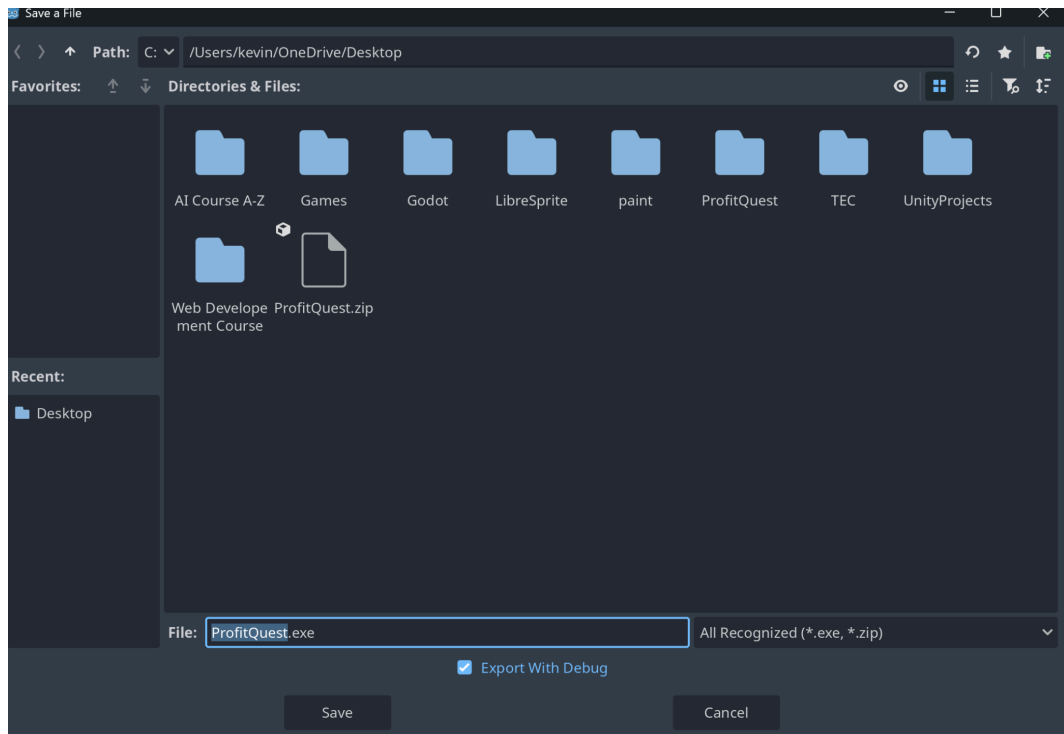 Save a File
Path: C: /Users/kevin/OneDrive/Desktop
Favorites: Directories & Files:
AI Course A-Z Games Godot LibreSprite paint ProfitQuest TEC UnityProjects
Web Develope ProfitQuest.zip
ment Course
Recent:
Desktop
File: ProfitQuest.exe All Recognized (*.exe, *.zip)
Export With Debug
Save Cancel